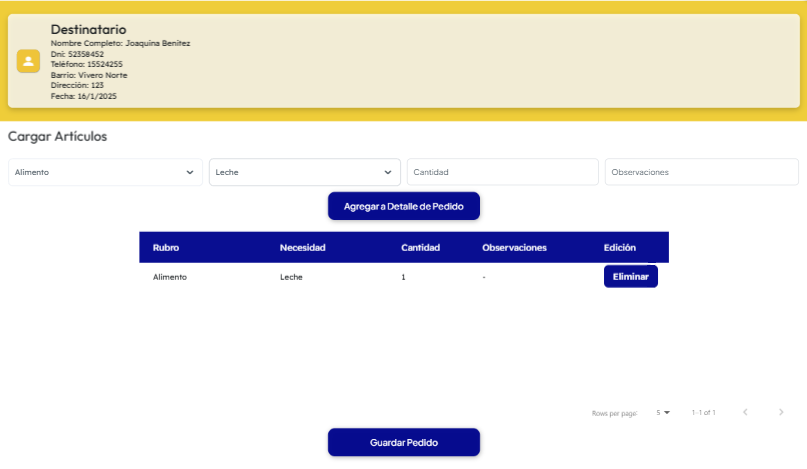 Destinatario
Nombre Completo: Joaquina Benitez
Dni: 52358452
Teléfono: 15524255
Barrio: Vivero Norte
Dirección: 123
Fecha: 16/1/2025
Cargar Artículos
Alimento Leche Cantidad Observaciones
Agregar a Detalle de Pedido
Rubro Necesidad Cantidad Observaciones Edición
Alimento Leche 1 - Eliminar
Rows per page: 5 1–1 of 1
Guardar Pedido